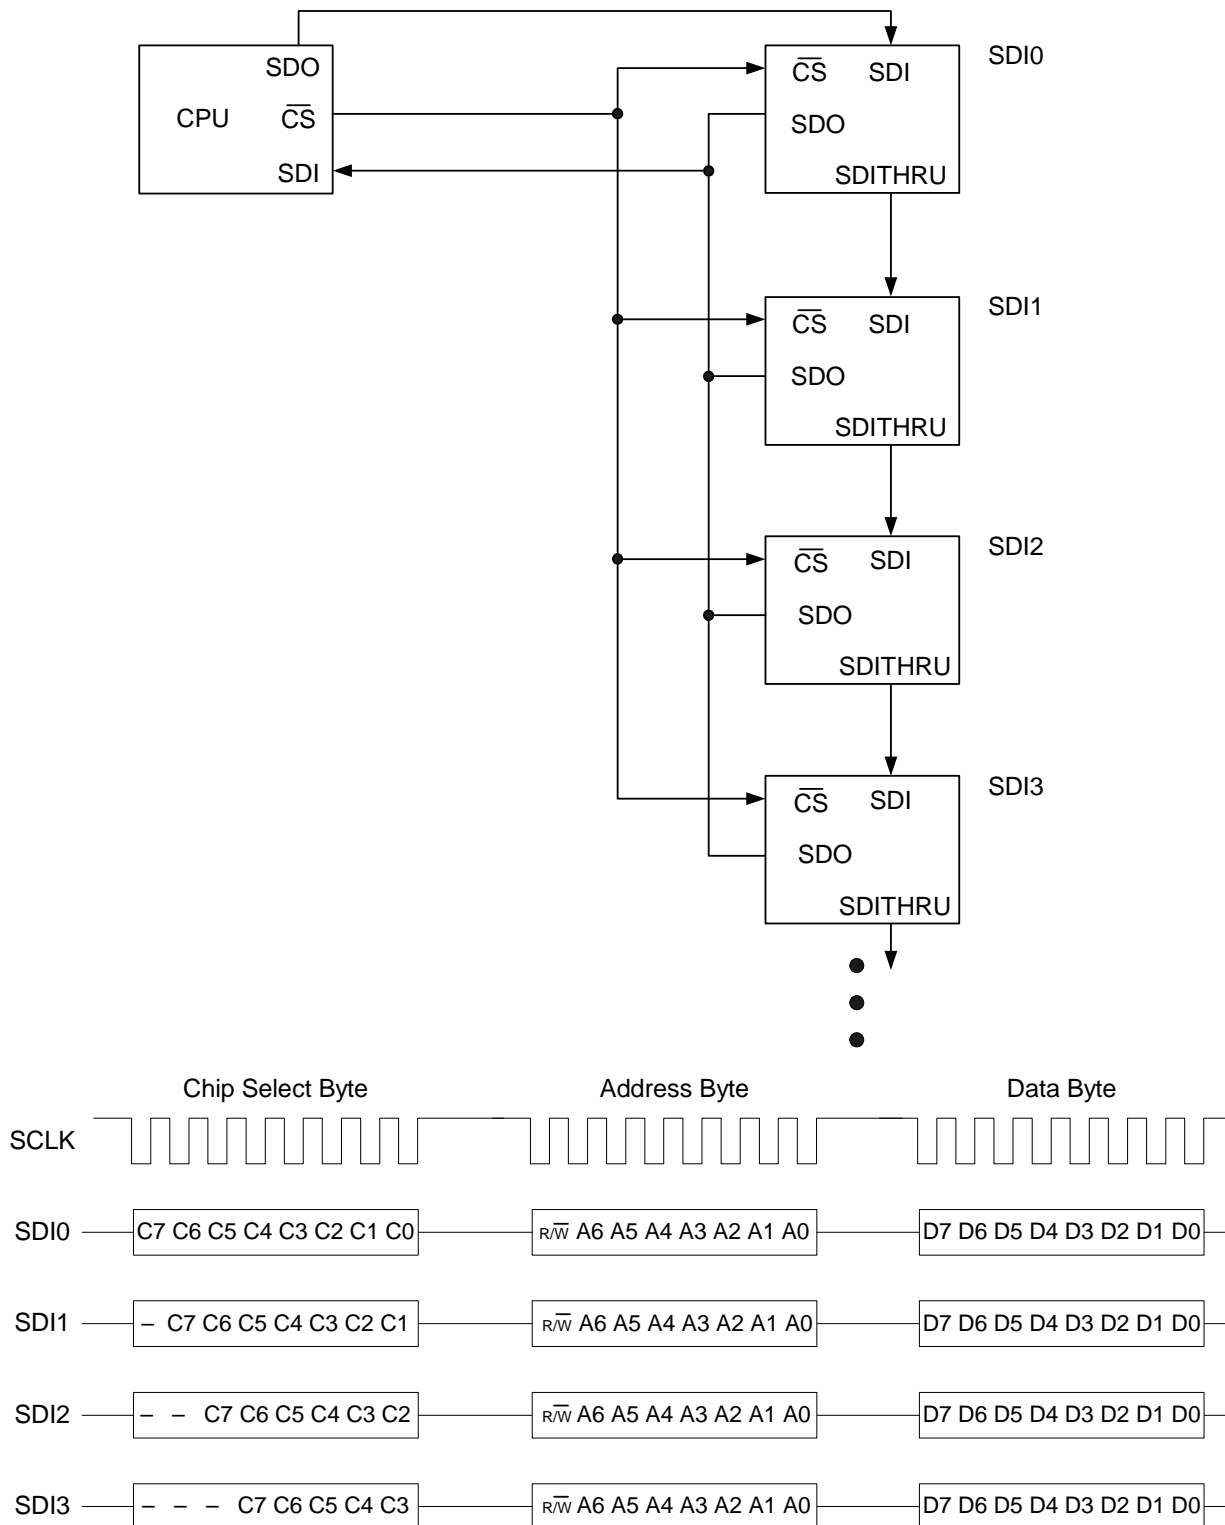 SDO
CPU
C̅S̅
SDI
C̅S̅ SDI
SDO
SDITHRU
SDI0
C̅S̅ SDI
SDO
SDITHRU
SDI1
C̅S̅ SDI
SDO
SDITHRU
SDI2
C̅S̅ SDI
SDO
SDITHRU
SDI3
Chip Select Byte Address Byte Data Byte
SCLK
SDI0 C7 C6 C5 C4 C3 C2 C1 C0 R/W̅ A6 A5 A4 A3 A2 A1 A0 D7 D6 D5 D4 D3 D2 D1 D0
SDI1 – C7 C6 C5 C4 C3 C2 C1 R/W̅ A6 A5 A4 A3 A2 A1 A0 D7 D6 D5 D4 D3 D2 D1 D0
SDI2 – – C7 C6 C5 C4 C3 C2 R/W̅ A6 A5 A4 A3 A2 A1 A0 D7 D6 D5 D4 D3 D2 D1 D0
SDI3 – – – C7 C6 C5 C4 C3 R/W̅ A6 A5 A4 A3 A2 A1 A0 D7 D6 D5 D4 D3 D2 D1 D0